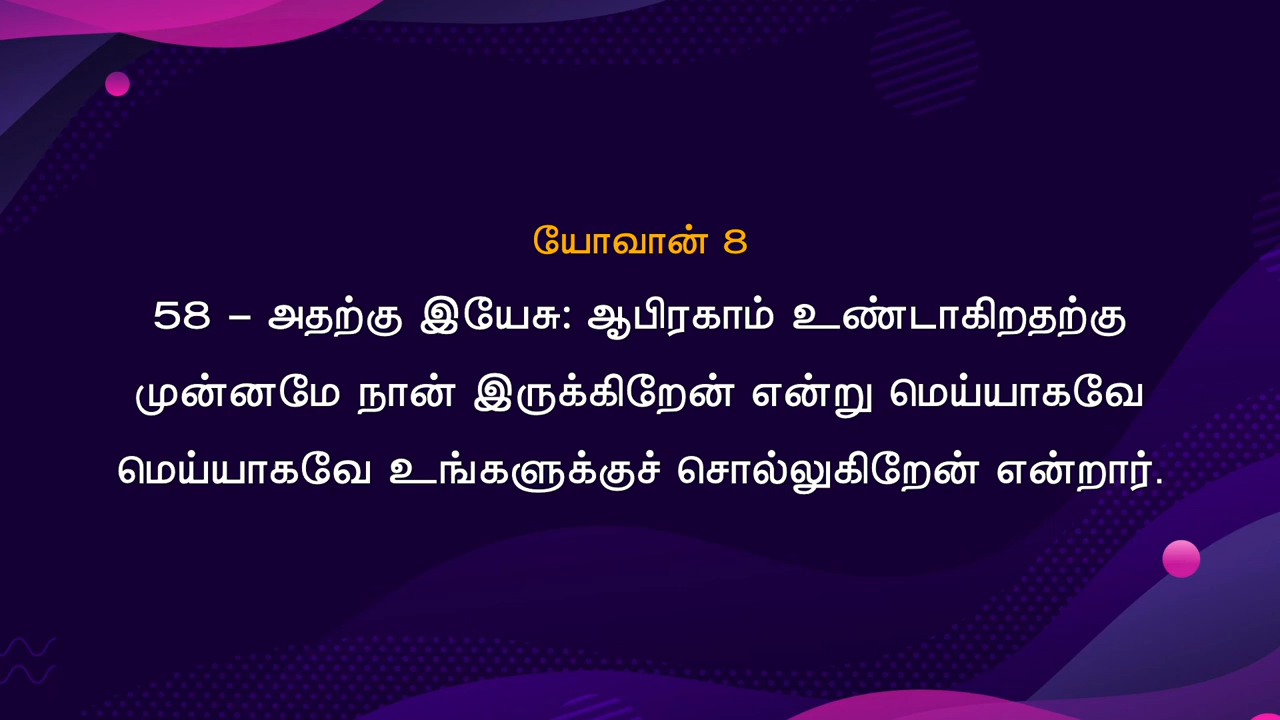 யோவான் 8
58 – அதற்கு இயேசு: ஆபிரகாம் உண்டாகிறதற்கு
முன்னமே நான் இருக்கிறேன் என்று மெய்யாகவே
மெய்யாகவே உங்களுக்குச் சொல்லுகிறேன் என்றார்.